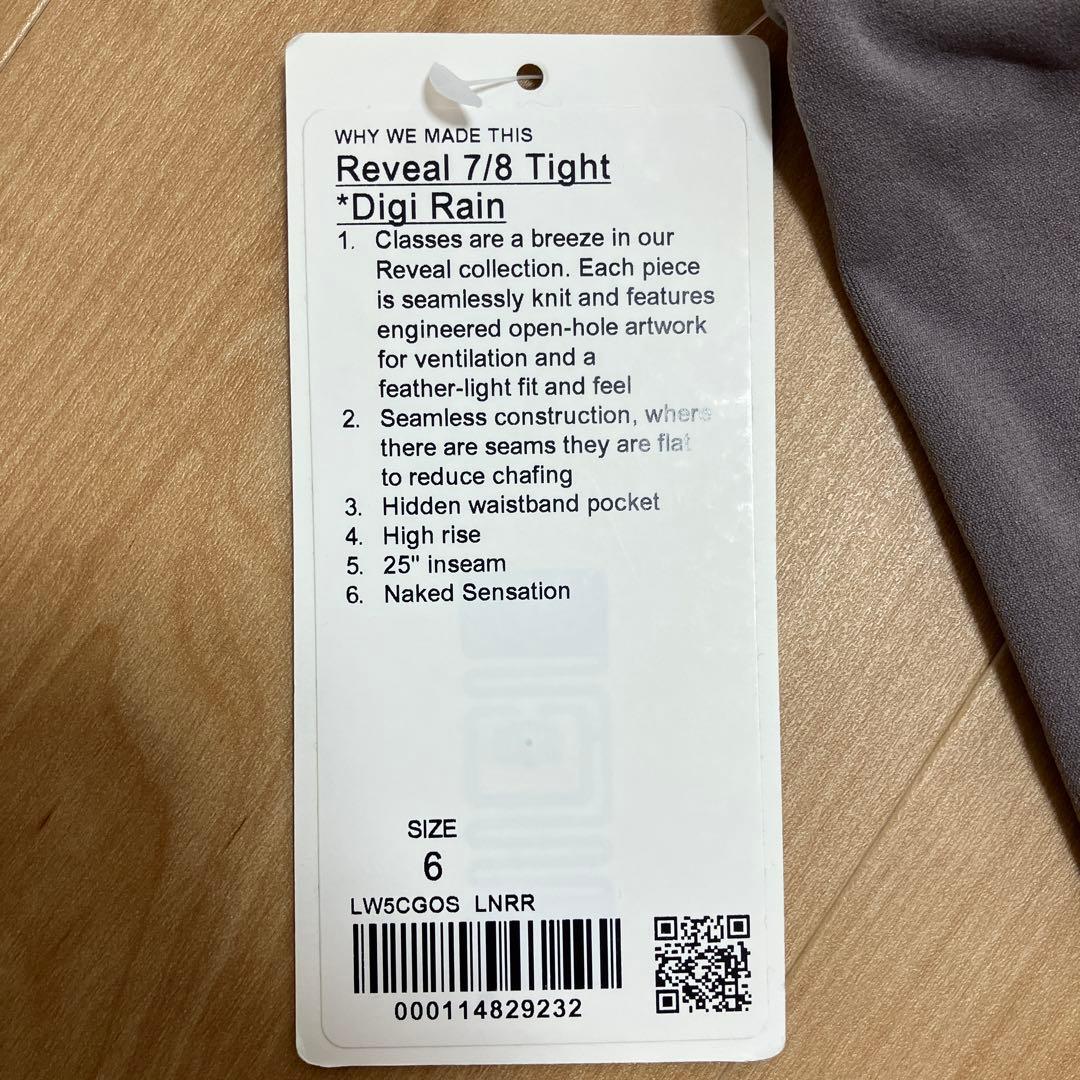 WHY WE MADE THIS
Reveal 7/8 Tight
*Digi Rain
1. Classes are a breeze in our
Reveal collection. Each piece
is seamlessly knit and features
engineered open-hole artwork
for ventilation and a
feather-light fit and feel
2. Seamless construction, where
there are seams they are flat
to reduce chafing
3. Hidden waistband pocket
4. High rise
5. 25" inseam
6. Naked Sensation
SIZE
6
LW5CGOS LNRR
000114829232